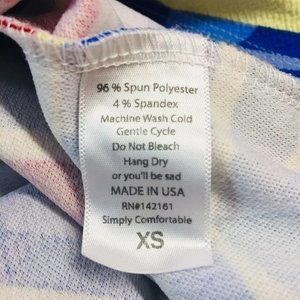 96 % Spun Polyester
4 % Spandex
Machine Wash Cold
Gentle Cycle
Do Not Bleach
Hang Dry
or you'll be sad
MADE IN USA
RN#142161
Simply Comfortable
XS